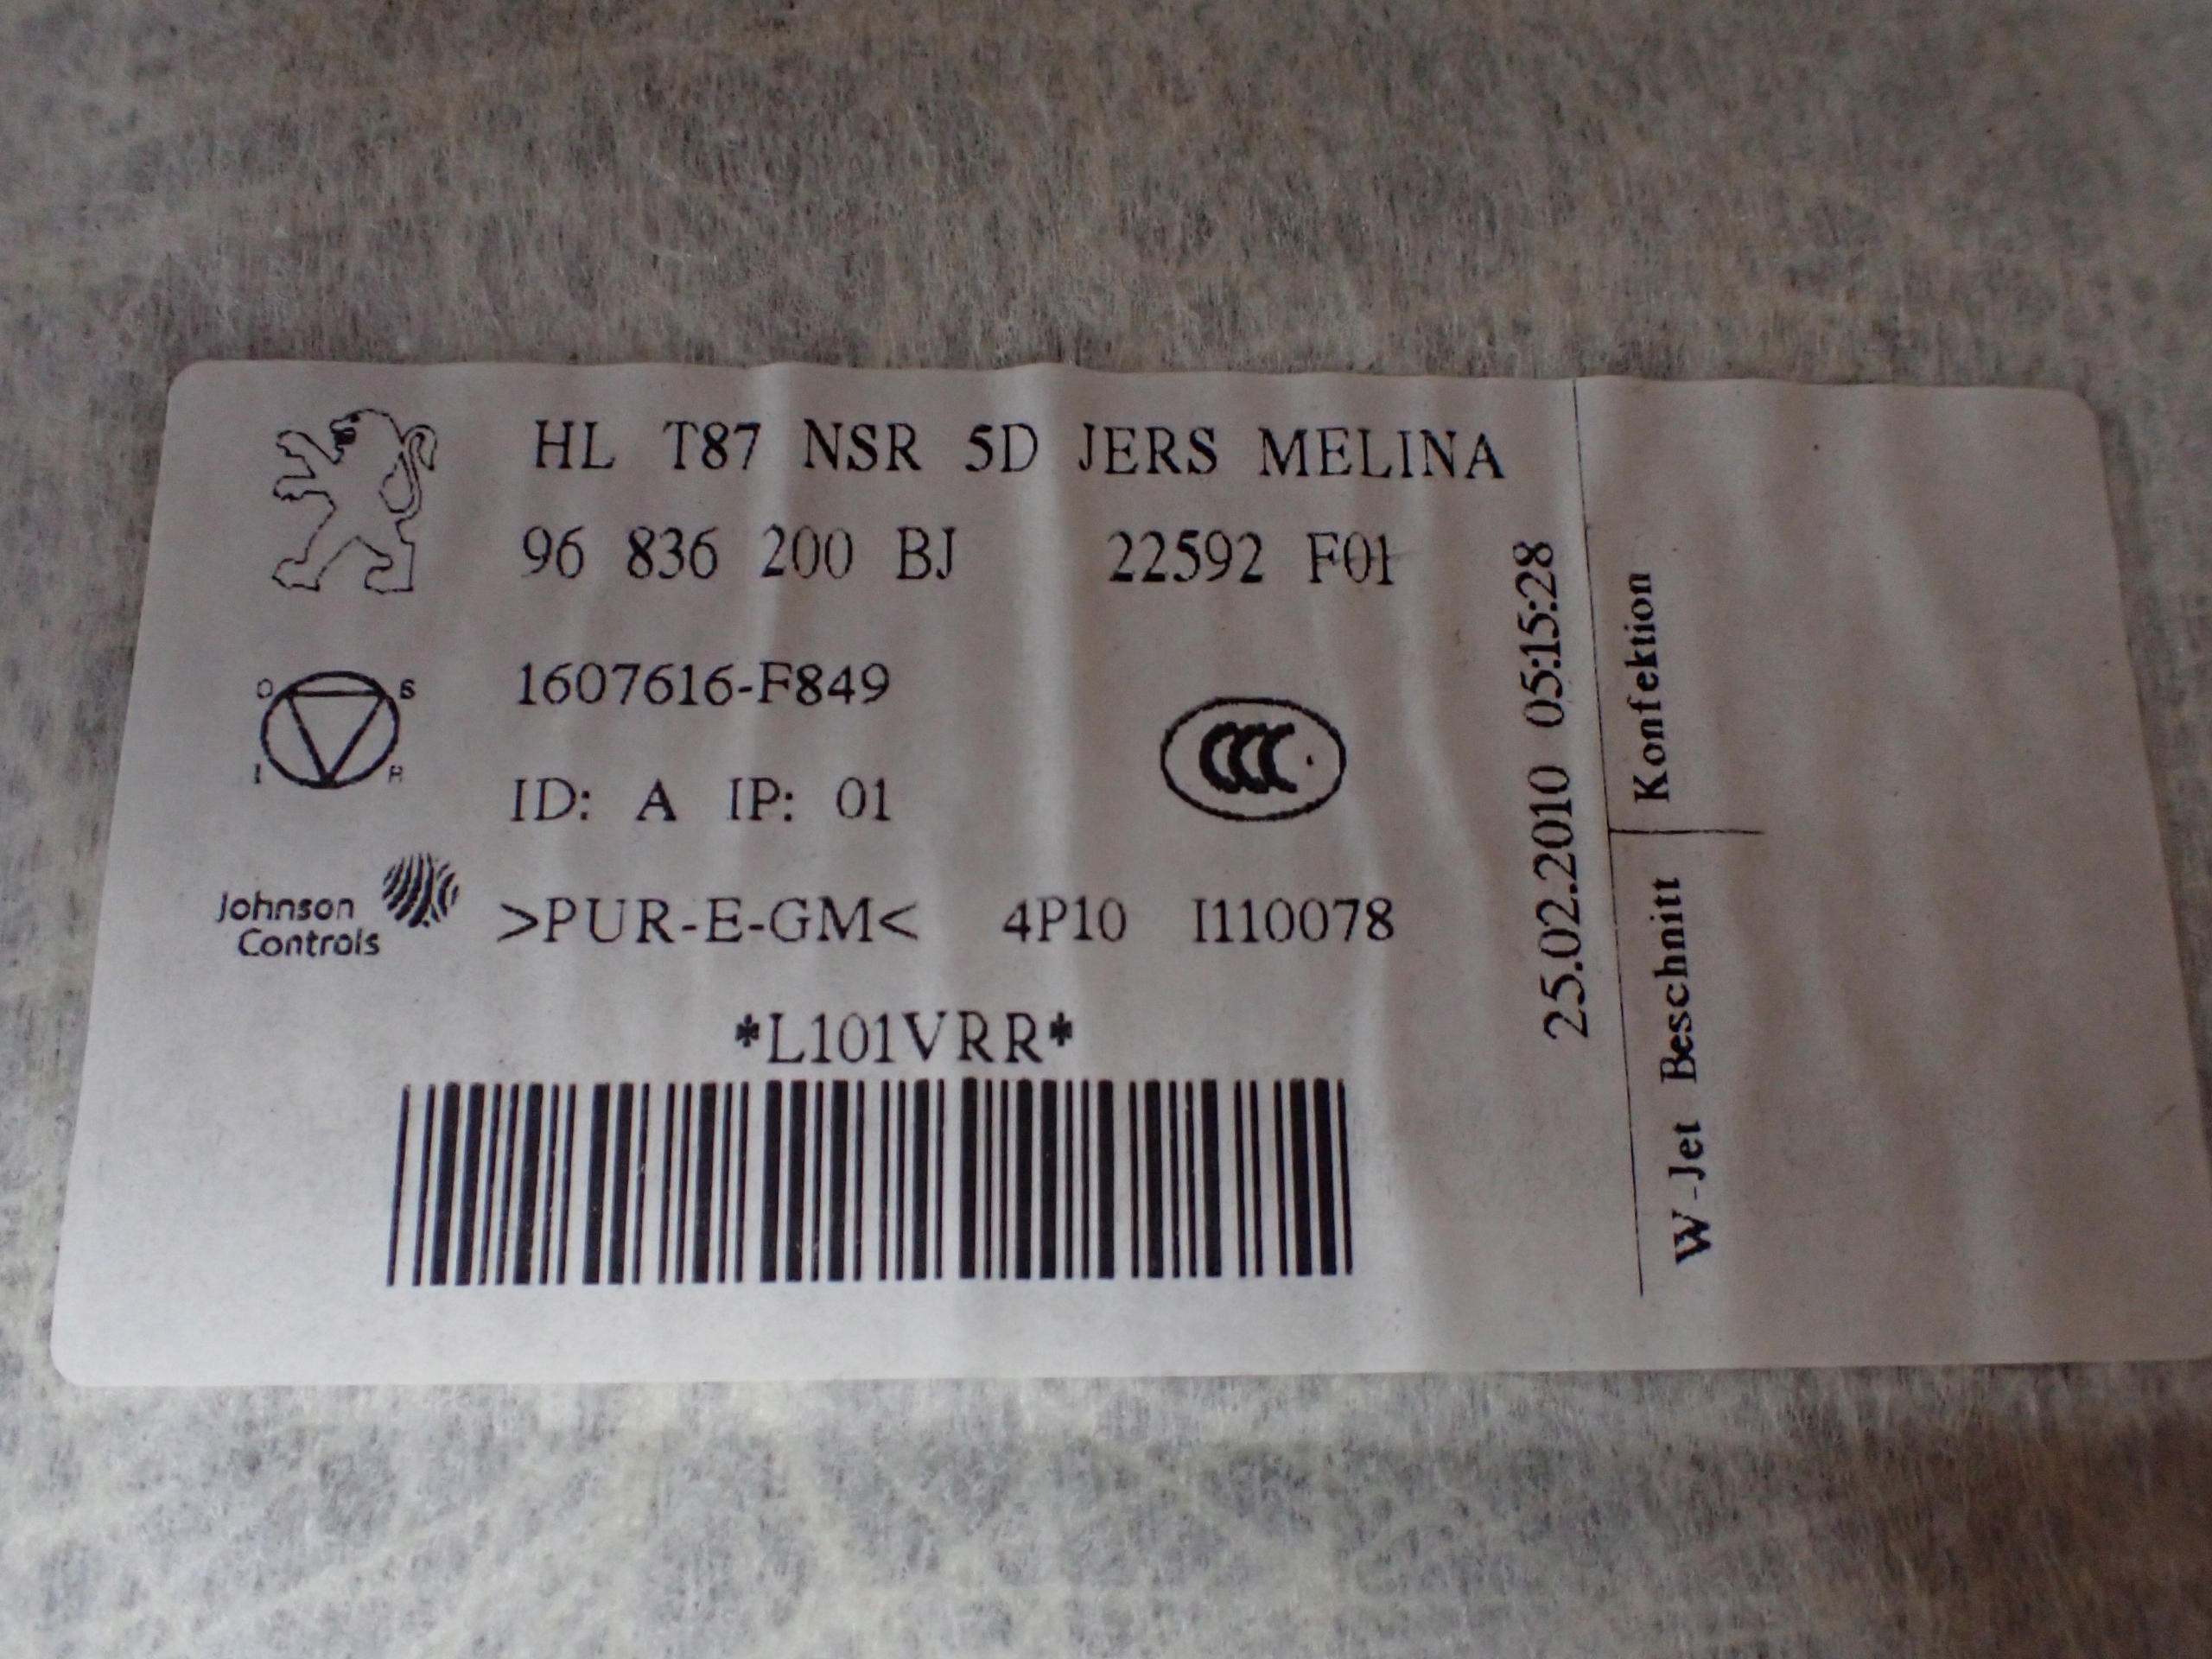 HL T87 NSR 5D JERS MELINA
96 836 200 BJ 22592 F01
O S
I R
1607616-F849
CCC
ID: A IP: 01
Johnson
Controls
>PUR-E-GM< 4P10 I110078
*L101VRR*
25.02.2010 05:15:28
W-Jet Beschnitt Konfektion